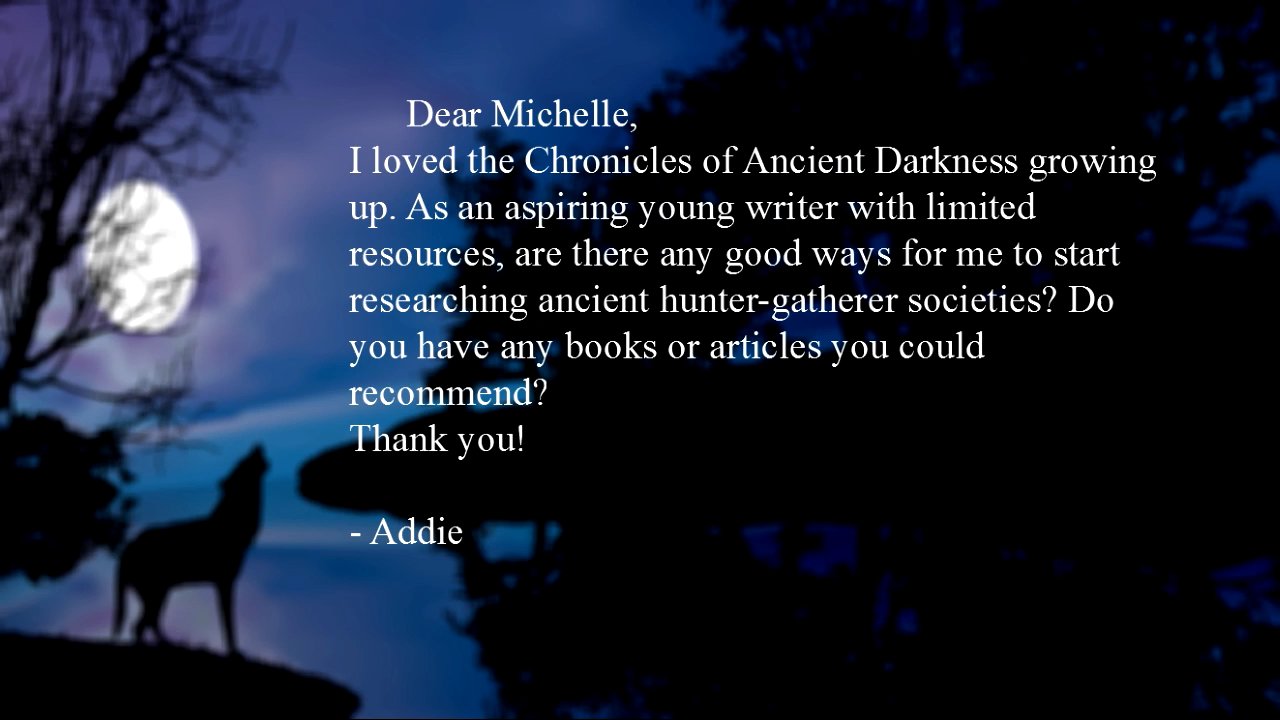 Dear Michelle,
I loved the Chronicles of Ancient Darkness growing
up. As an aspiring young writer with limited
resources, are there any good ways for me to start
researching ancient hunter-gatherer societies? Do
you have any books or articles you could
recommend?
Thank you!
- Addie